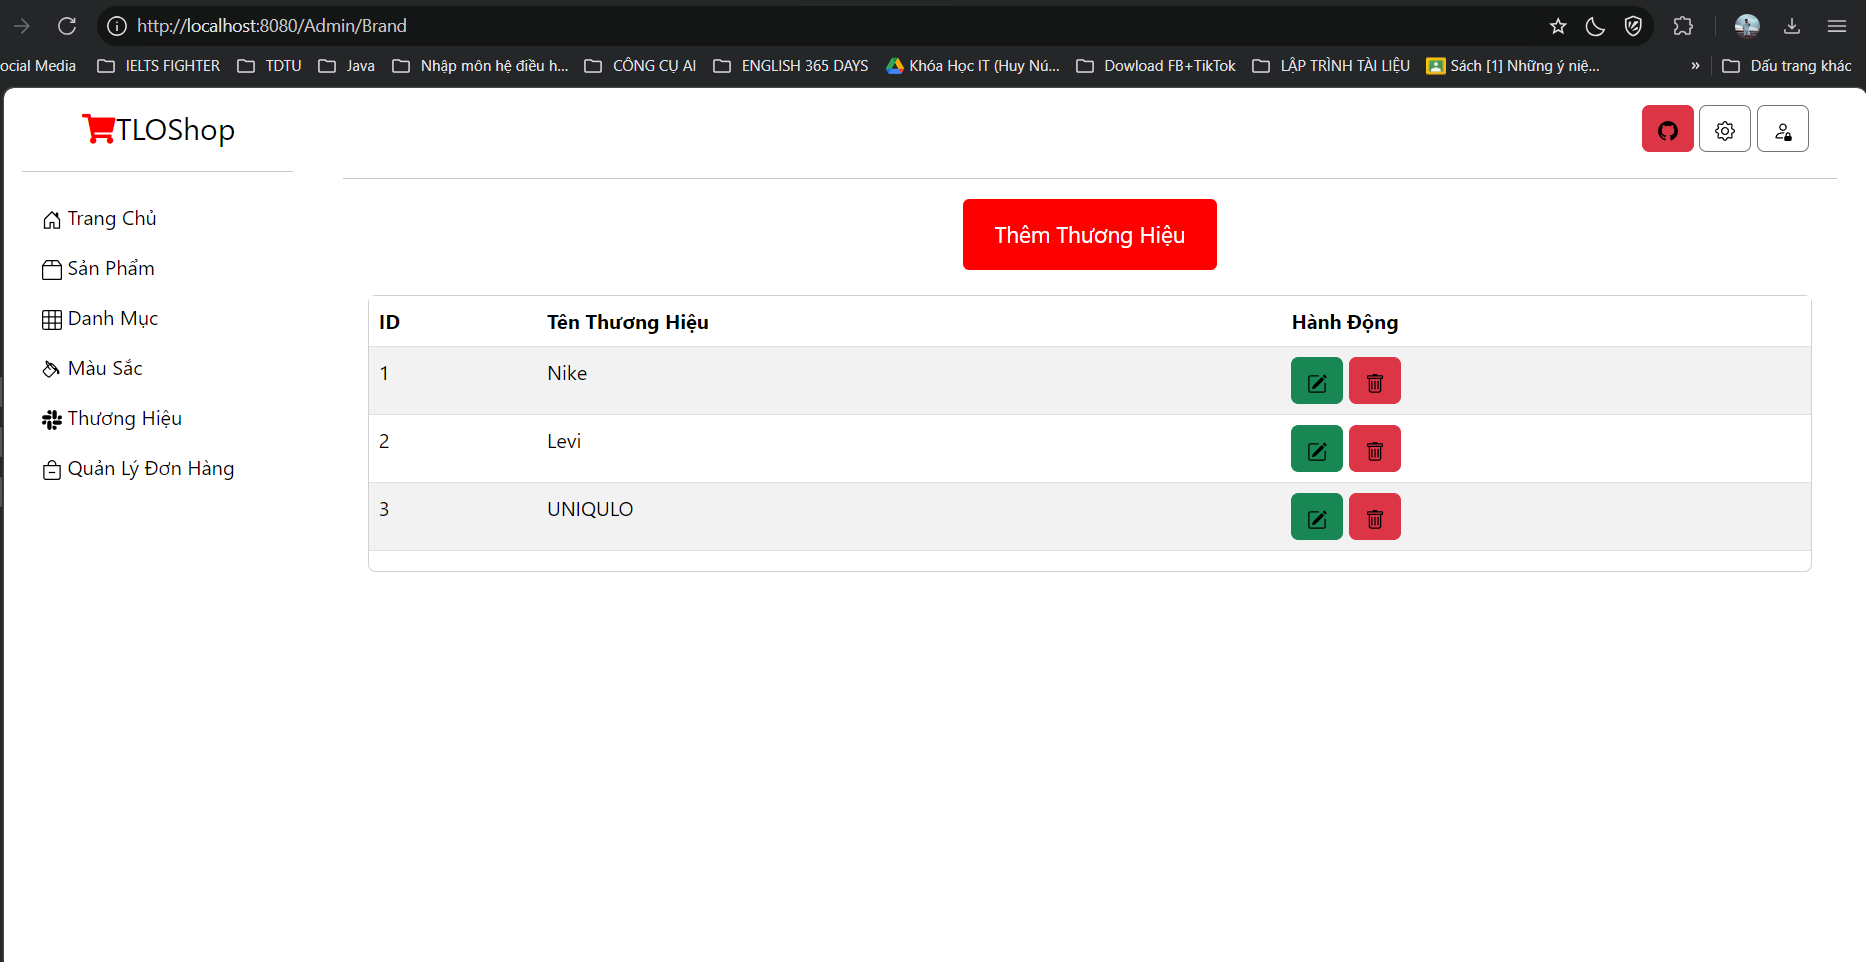 http://localhost:8080/Admin/Brand
ocial Media IELTS FIGHTER TDTU Java Nhập môn hệ điều h... CÔNG CỤ AI ENGLISH 365 DAYS Khóa Học IT (Huy Nú... Dowload FB+TikTok LẬP TRÌNH TÀI LIỆU Sách [1] Những ý niệ... » Dấu trang khác
TLOShop
Trang Chủ
Sản Phẩm
Danh Mục
Màu Sắc
Thương Hiệu
Quản Lý Đơn Hàng
Thêm Thương Hiệu
ID Tên Thương Hiệu Hành Động
1 Nike
2 Levi
3 UNIQULO